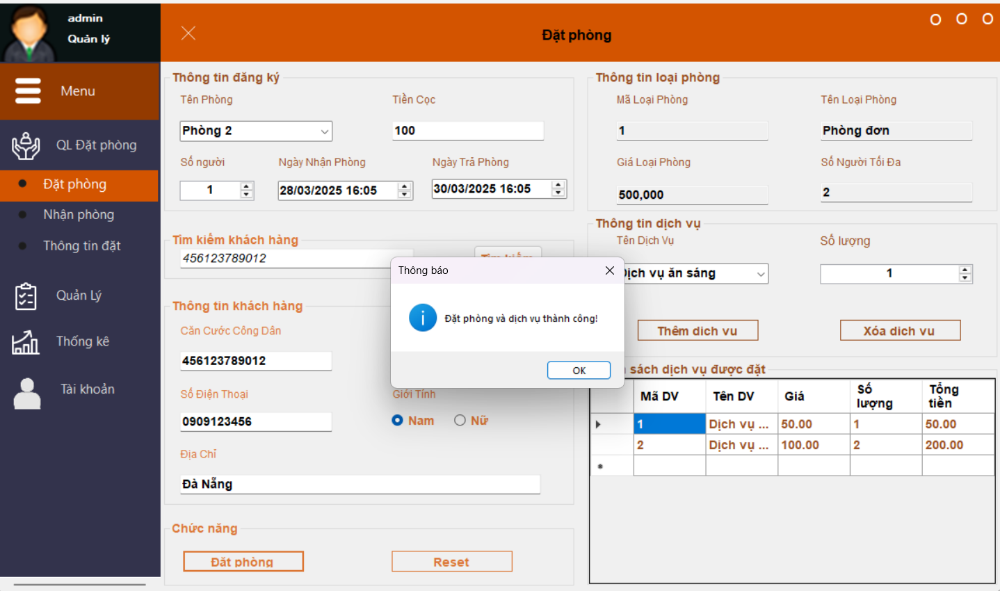 admin
Quản lý
Đặt phòng
Menu
QL Đặt phòng
Đặt phòng
Nhận phòng
Thông tin đặt
Quản Lý
Thống kê
Tài khoản
Thông tin đăng ký
Tên Phòng
Tiền Cọc
Phòng 2
100
Số người
Ngày Nhận Phòng
Ngày Trả Phòng
1
28/03/2025 16:05
30/03/2025 16:05
Tìm kiếm khách hàng
456123789012
Tìm kiếm
Thông tin khách hàng
Căn Cước Công Dân
456123789012
Số Điện Thoại
Giới Tính
0909123456
Nam
Nữ
Địa Chỉ
Đà Nẵng
Chức năng
Đặt phòng
Reset
Thông tin loại phòng
Mã Loại Phòng
Tên Loại Phòng
1
Phòng đơn
Giá Loại Phòng
Số Người Tối Đa
500,000
2
Thông tin dịch vụ
Tên Dịch Vụ
Số lượng
Dịch vụ ăn sáng
1
Thêm dịch vụ
Xóa dịch vụ
sách dịch vụ được đặt
Mã DV Tên DV Giá Số lượng Tổng tiền
1 Dịch vụ ... 50.00 1 50.00
2 Dịch vụ ... 100.00 2 200.00
Thông báo
Đặt phòng và dịch vụ thành công!
OK